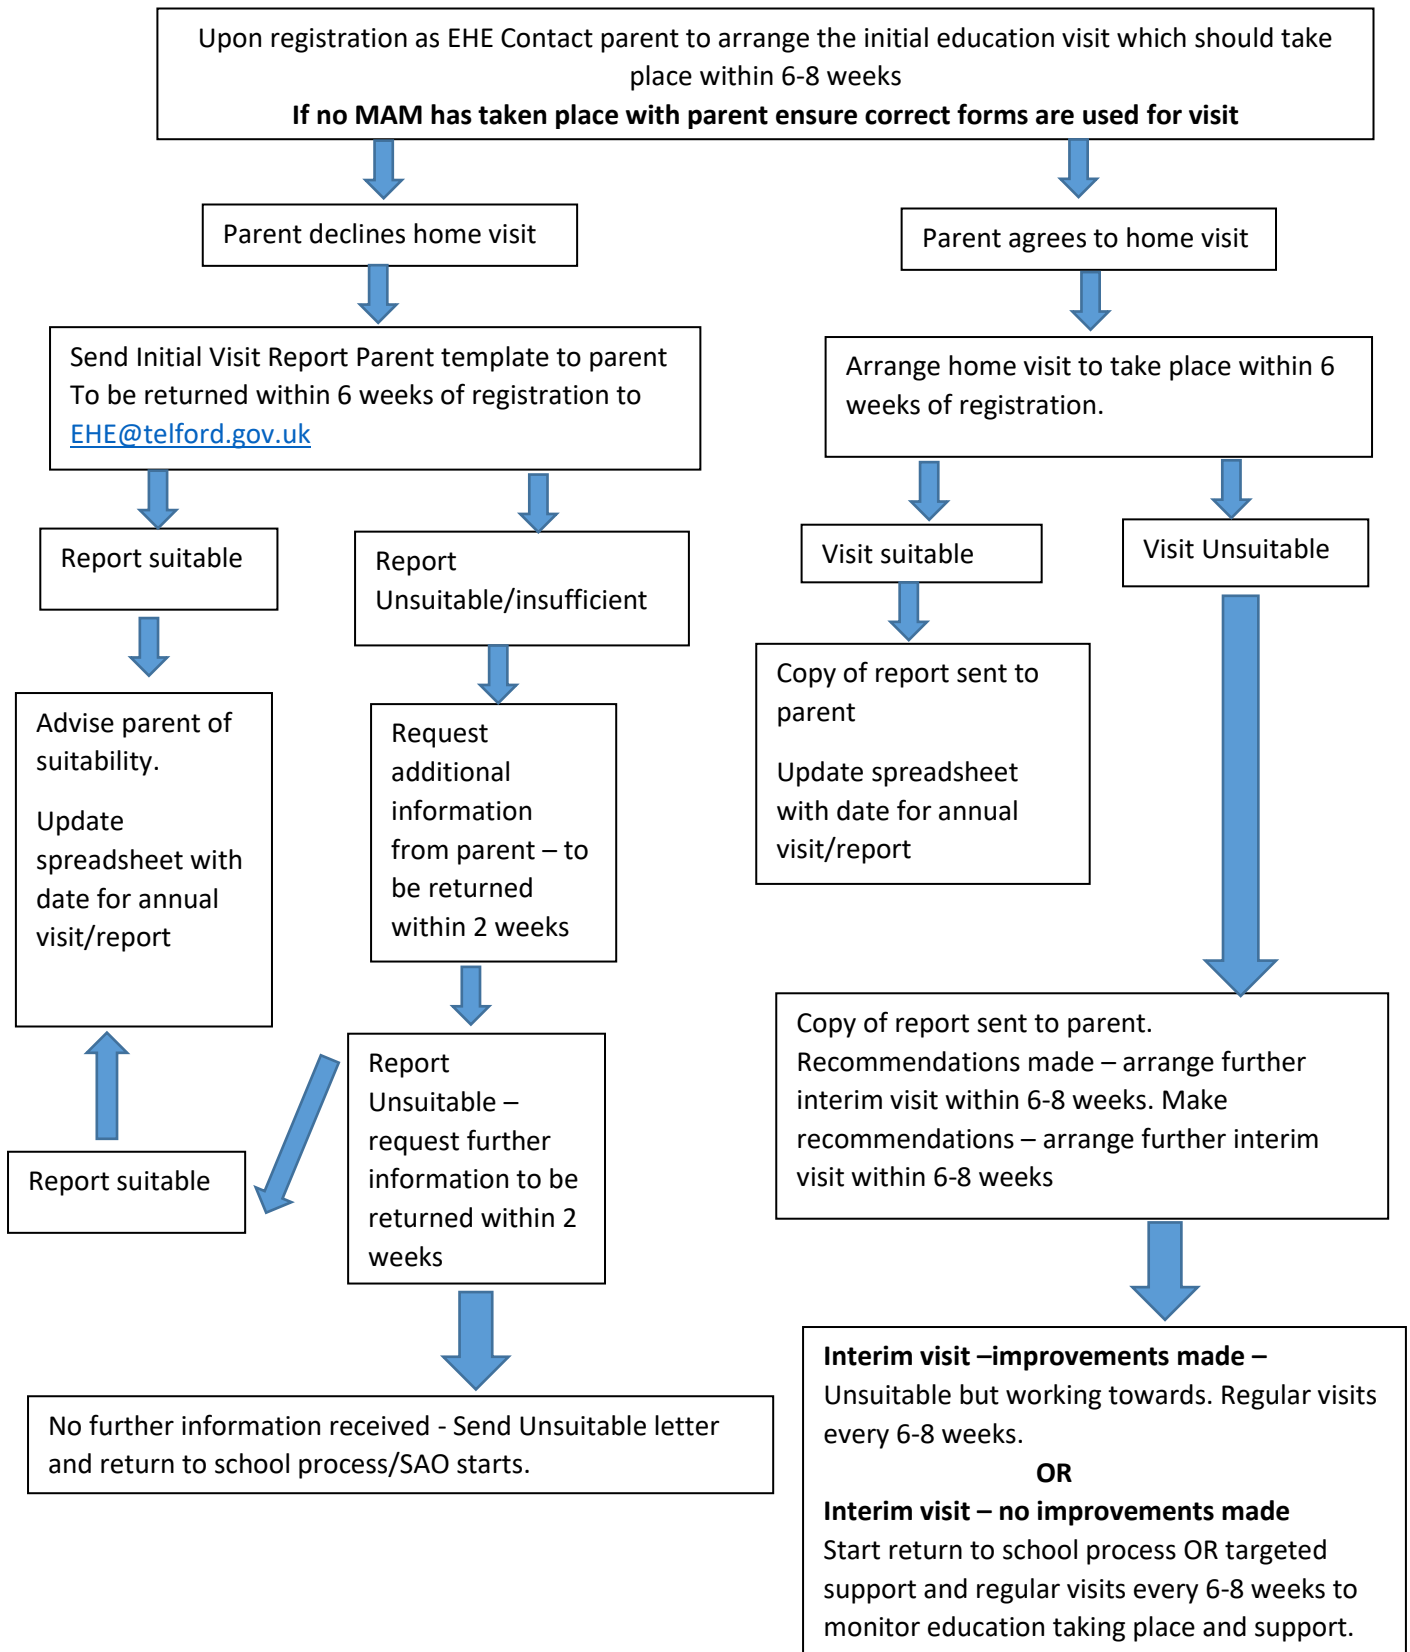 Upon registration as EHE Contact parent to arrange the initial education visit which should take
place within 6-8 weeks
If no MAM has taken place with parent ensure correct forms are used for visit
Parent declines home visit
Parent agrees to home visit
Send Initial Visit Report Parent template to parent
To be returned within 6 weeks of registration to
EHE@telford.gov.uk
Arrange home visit to take place within 6
weeks of registration.
Report suitable
Report
Unsuitable/insufficient
Visit suitable
Visit Unsuitable
Advise parent of
suitability.
Update
spreadsheet with
date for annual
visit/report
Request
additional
information
from parent – to
be returned
within 2 weeks
Copy of report sent to
parent
Update spreadsheet
with date for annual
visit/report
Report
Unsuitable –
request further
information to be
returned within 2
weeks
Report suitable
Copy of report sent to parent.
Recommendations made – arrange further
interim visit within 6-8 weeks. Make
recommendations – arrange further interim
visit within 6-8 weeks
No further information received - Send Unsuitable letter
and return to school process/SAO starts.
Interim visit –improvements made –
Unsuitable but working towards. Regular visits
every 6-8 weeks.
OR
Interim visit – no improvements made
Start return to school process OR targeted
support and regular visits every 6-8 weeks to
monitor education taking place and support.